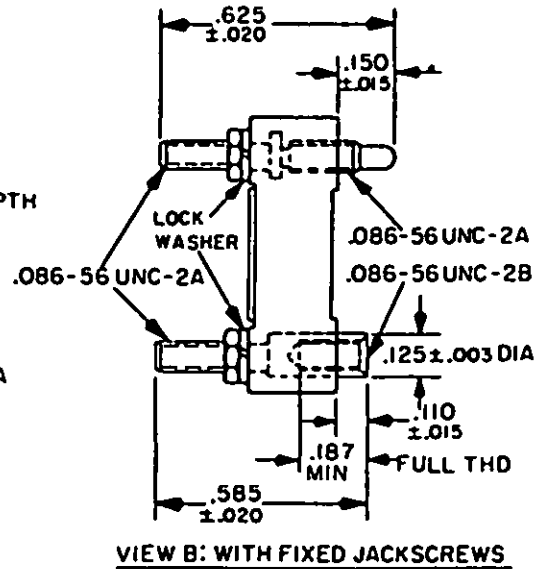 .625
±.020
.150
±.015
PTH
LOCK
WASHER
.086-56 UNC-2A
.086-56 UNC-2A
.086-56 UNC-2B
.125±.003 DIA
A
.110
±.015
.187
MIN
FULL THD
.585
±.020
VIEW B: WITH FIXED JACKSCREWS